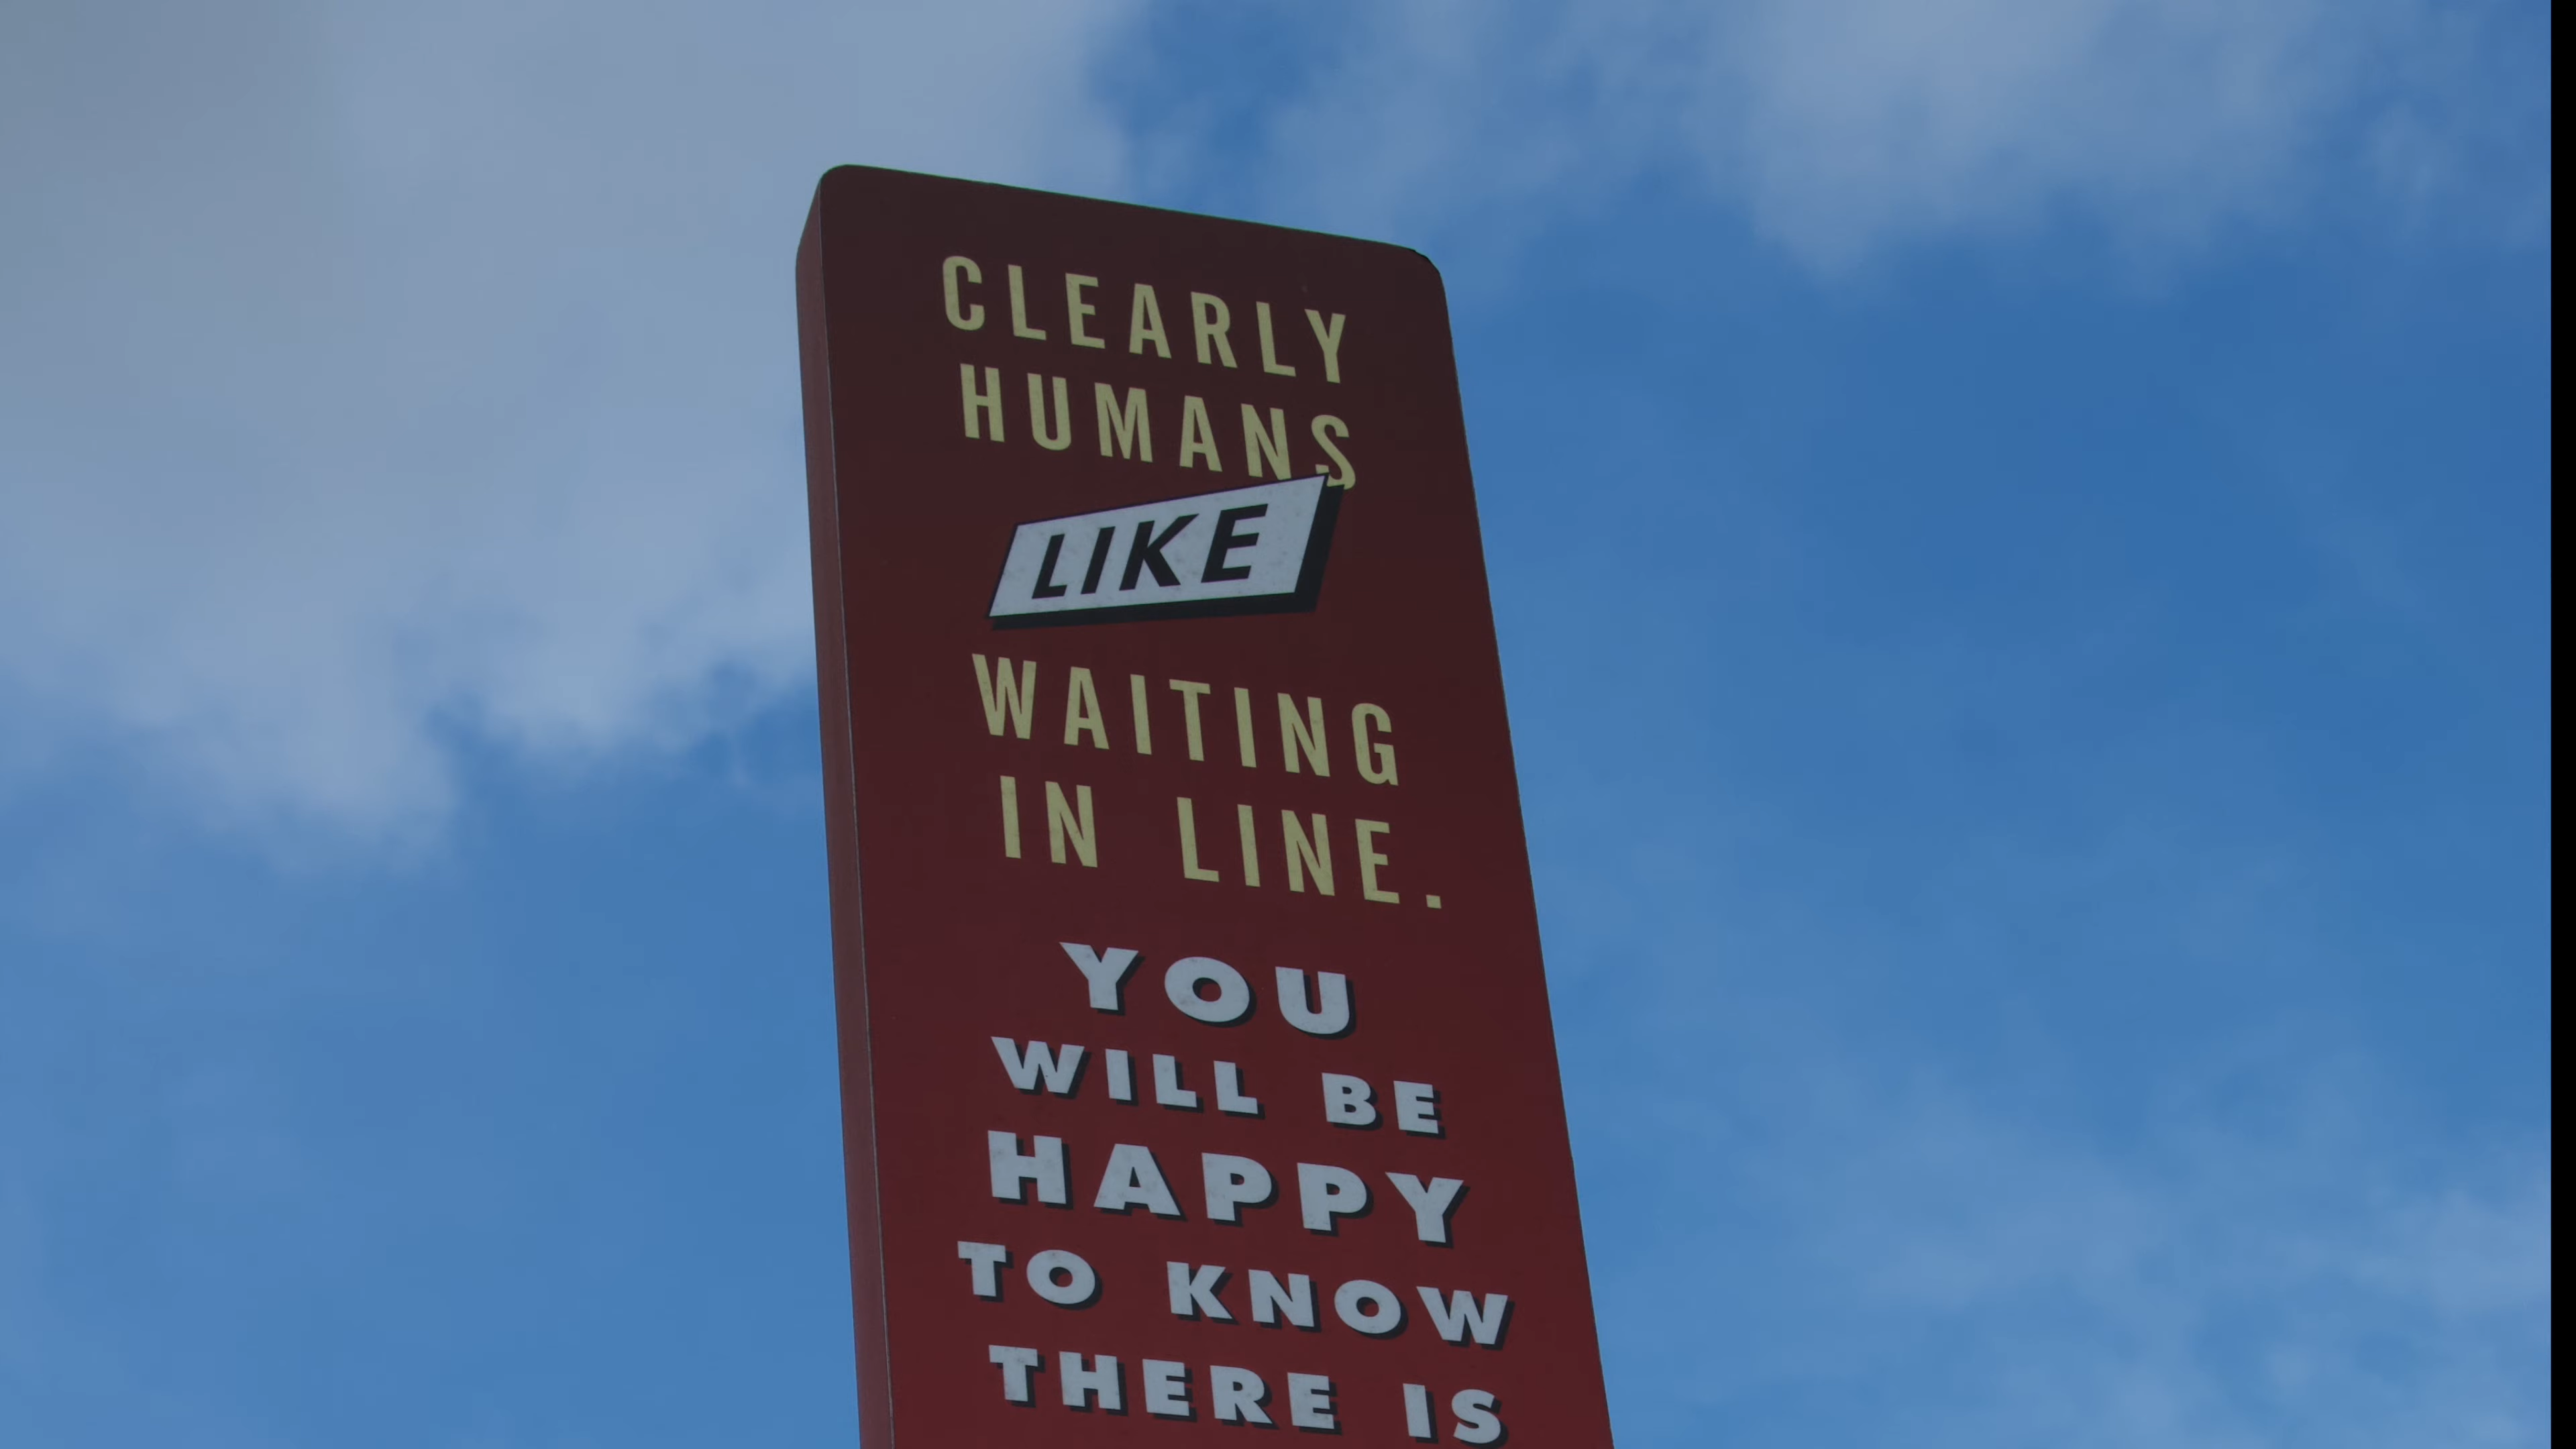 CLEARLY
HUMANS
LIKE
WAITING
IN LINE.
YOU
WILL BE
HAPPY
TO KNOW
THERE IS